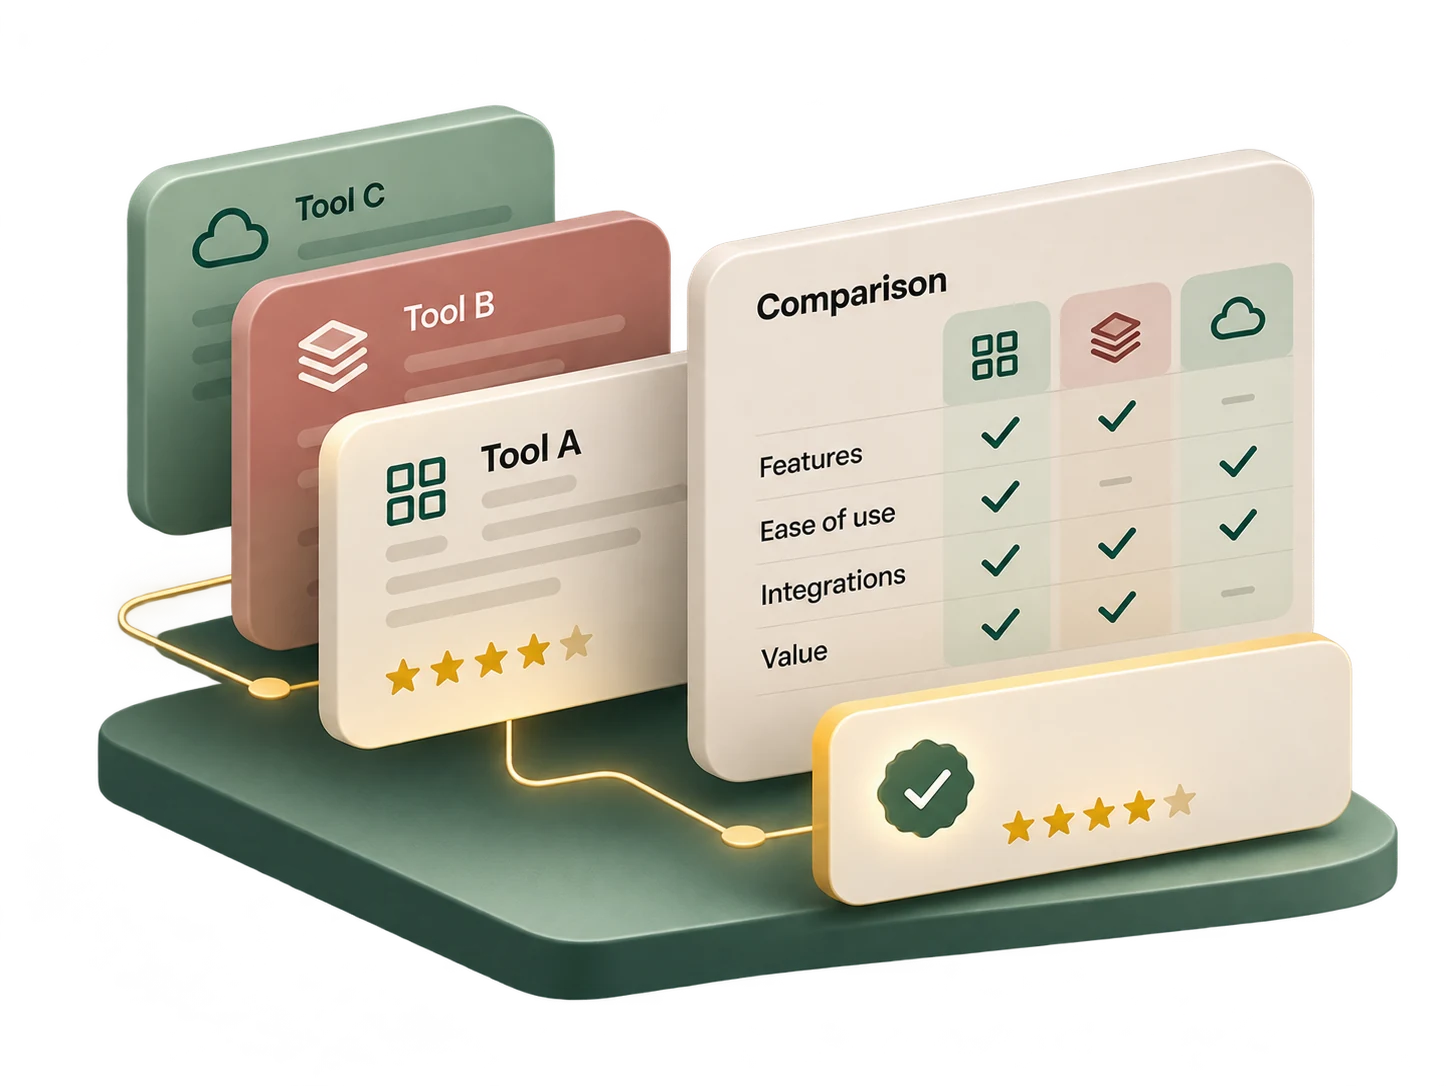 Tool C
Tool B
Tool A
Comparison
Features
Ease of use
Integrations
Value